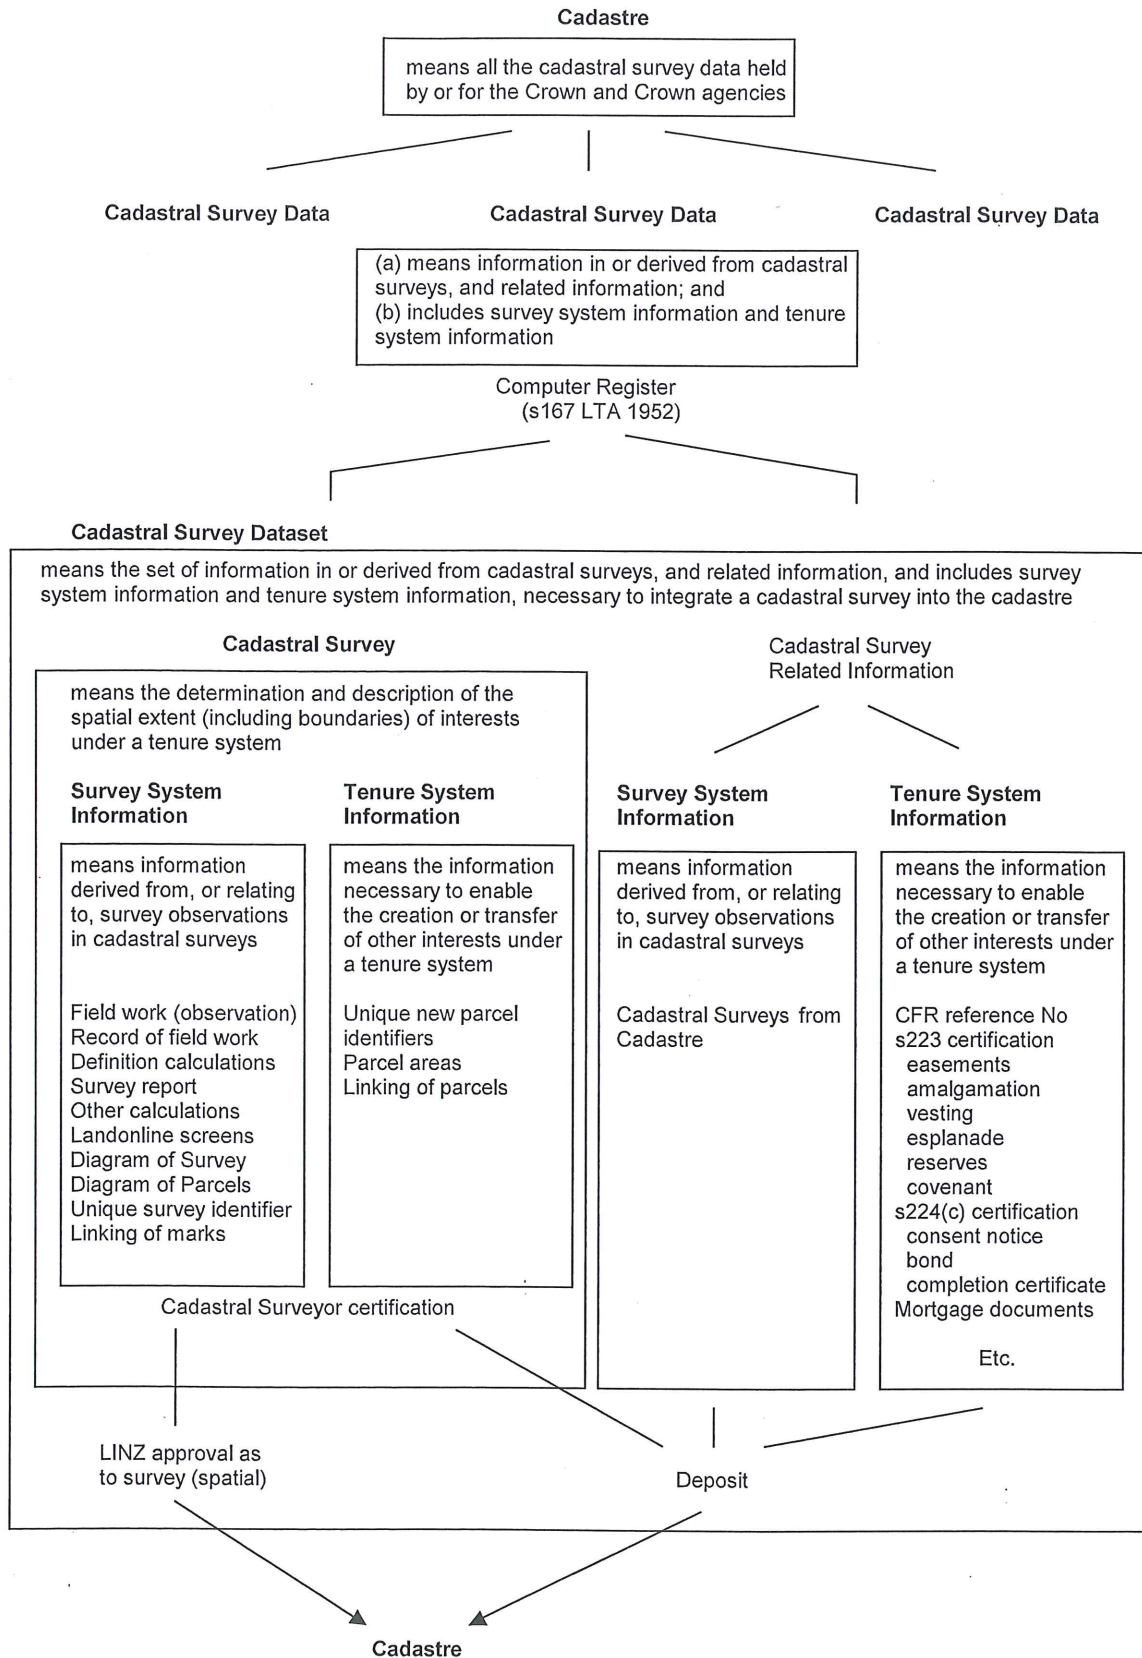 Cadastre
means all the cadastral survey data held
by or for the Crown and Crown agencies
Cadastral Survey Data
Cadastral Survey Data
Cadastral Survey Data
(a) means information in or derived from cadastral
surveys, and related information; and
(b) includes survey system information and tenure
system information
Computer Register
(s167 LTA 1952)
Cadastral Survey Dataset
means the set of information in or derived from cadastral surveys, and related information, and includes survey
system information and tenure system information, necessary to integrate a cadastral survey into the cadastre
Cadastral Survey
means the determination and description of the
spatial extent (including boundaries) of interests
under a tenure system
Survey System
Information
means information
derived from, or relating
to, survey observations
in cadastral surveys
Field work (observation)
Record of field work
Definition calculations
Survey report
Other calculations
Landonline screens
Diagram of Survey
Diagram of Parcels
Unique survey identifier
Linking of marks
Tenure System
Information
means the information
necessary to enable
the creation or transfer
of other interests under
a tenure system
Unique new parcel
identifiers
Parcel areas
Linking of parcels
Cadastral Surveyor certification
Cadastral Survey
Related Information
Survey System
Information
means information
derived from, or relating
to, survey observations
in cadastral surveys
Cadastral Surveys from
Cadastre
Tenure System
Information
means the information
necessary to enable
the creation or transfer
of other interests under
a tenure system
CFR reference No
s223 certification
easements
amalgamation
vesting
esplanade
reserves
covenant
s224(c) certification
consent notice
bond
completion certificate
Mortgage documents
Etc.
LINZ approval as
to survey (spatial)
Deposit
Cadastre